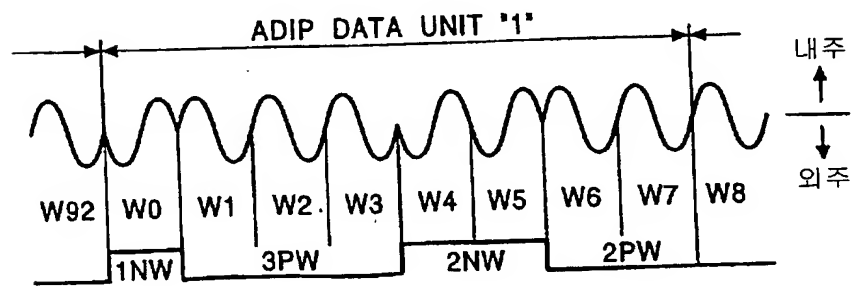 ADIP DATA UNIT "1"
내주
외주
W92 W0 W1 W2 W3 W4 W5 W6 W7 W8
1NW 3PW 2NW 2PW